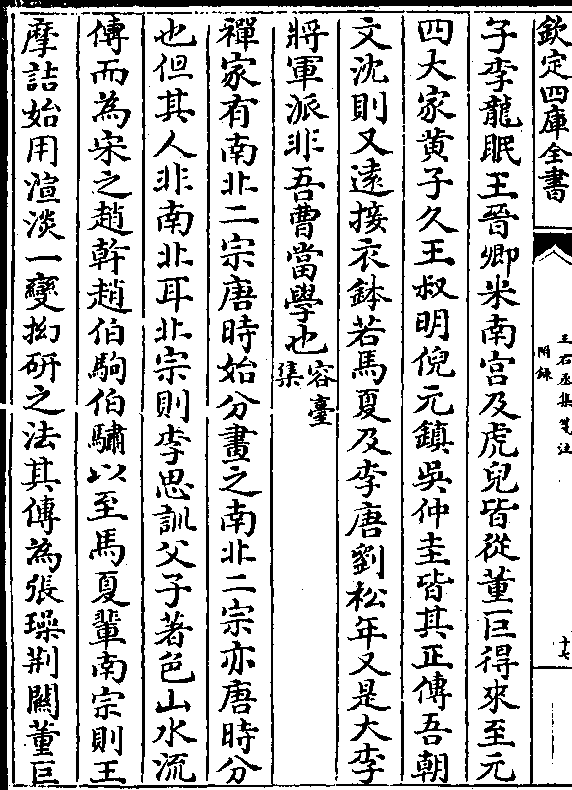 欽定四庫全書
王右丞集箋注
附錄
十七
子李龍眠王晉卿米南宫及虎兒皆從董巨得來至元
四大家黄子久王叔明倪元鎮吳仲圭皆其正傳吾朝
文沈則又遠接衣鉢若馬夏及李唐劉松年又是大李
將軍派非吾曹當學也容臺集
禪家有南北二宗唐時始分畫之南北二宗亦唐時分
也但其人非南北耳北宗則李思訓父子著色山水流
傳而為宋之趙幹趙伯駒伯驌以至馬夏輩南宗則王
摩詰始用渲淡一變拘研之法其傳為張璪荆關董巨